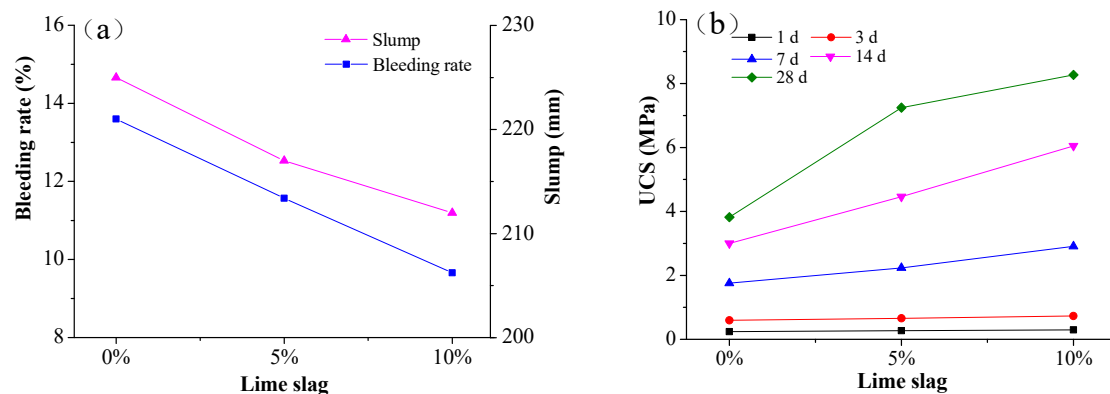 （a）
Slump
Bleeding rate
16
14
12
10
8
Bleeding rate (%)
230
220
210
200
Slump (mm)
0%
5%
10%
Lime slag
（b）
1 d
3 d
7 d
14 d
28 d
10
8
6
4
2
0
UCS (MPa)
0%
5%
10%
Lime slag